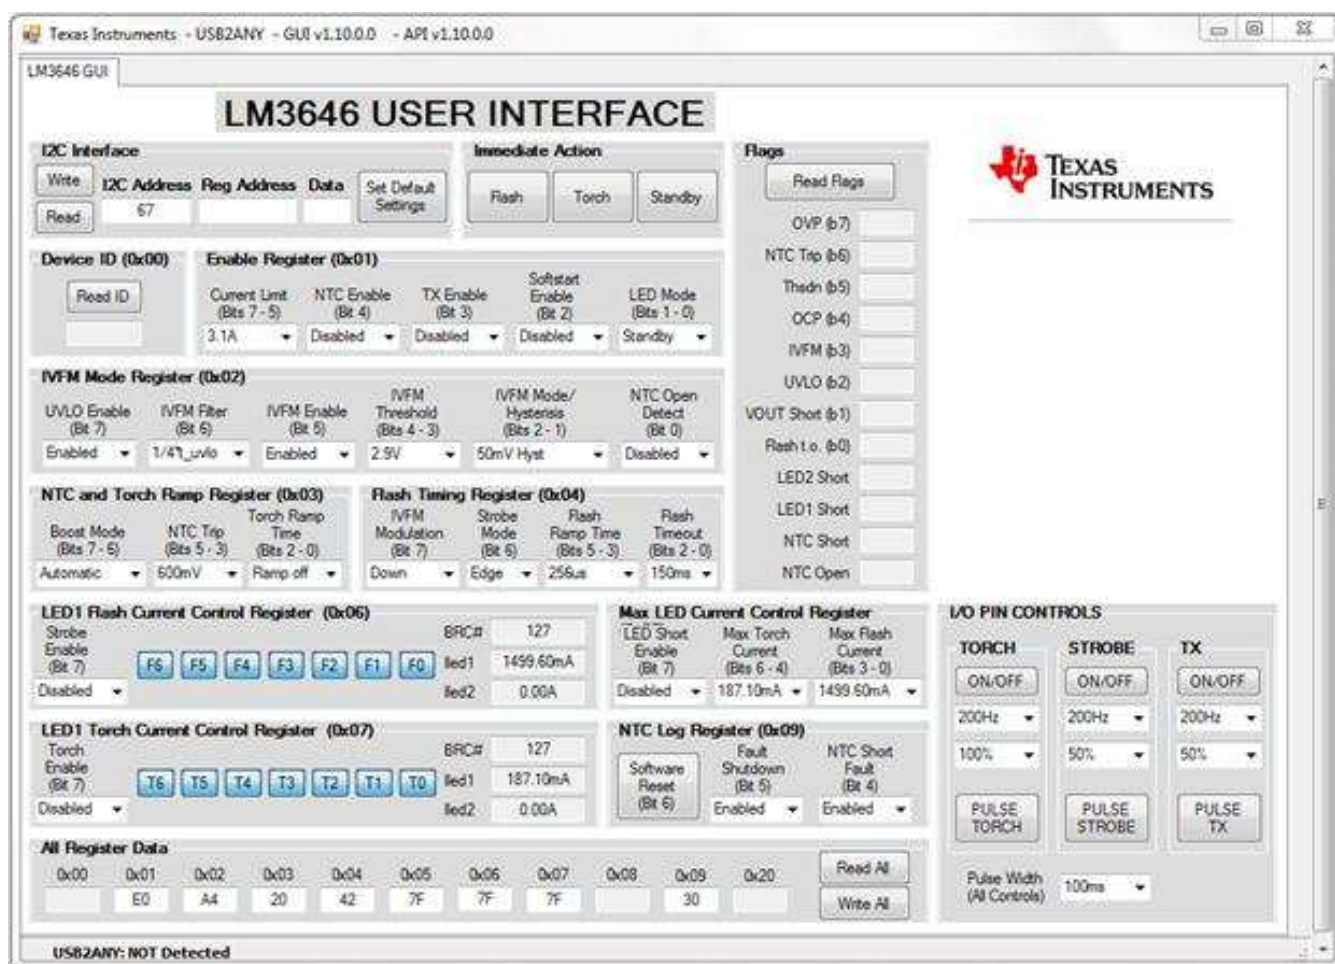 Texas Instruments - USB2ANY - GUI v1.10.0.0 - API v1.10.0.0
LM3646 GUI
LM3646 USER INTERFACE
TEXAS
INSTRUMENTS
I2C Interface
Write
Read
I2C Address Reg Address Data
67
Set Default
Settings
Immediate Action
Flash Torch Standby
Flags
Read Flags
OVP (b7)
NTC Trip (b6)
Thsdn (b5)
OCP (b4)
IVFM (b3)
UVLO (b2)
VOUT Short (b1)
Flash t.o. (b0)
LED2 Short
LED1 Short
NTC Short
NTC Open
Device ID (0x00)
Read ID
Enable Register (0x01)
Current Limit
(Bits 7 - 5)
3.1A
NTC Enable
(Bit 4)
Disabled
TX Enable
(Bit 3)
Disabled
Softstart
Enable
(Bit 2)
Disabled
LED Mode
(Bits 1 - 0)
Standby
IVFM Mode Register (0x02)
UVLO Enable
(Bit 7)
Enabled
IVFM Filter
(Bit 6)
1/4*t_uvlo
IVFM Enable
(Bit 5)
Enabled
IVFM
Threshold
(Bits 4 - 3)
2.9V
IVFM Mode/
Hysterisis
(Bits 2 - 1)
50mV Hyst
NTC Open
Detect
(Bit 0)
Disabled
NTC and Torch Ramp Register (0x03)
Boost Mode
(Bits 7 - 6)
Automatic
NTC Trip
(Bits 5 - 3)
600mV
Torch Ramp
Time
(Bits 2 - 0)
Ramp off
Flash Timing Register (0x04)
IVFM
Modulation
(Bit 7)
Down
Strobe
Mode
(Bit 6)
Edge
Flash
Ramp Time
(Bits 5 - 3)
256us
Flash
Timeout
(Bits 2 - 0)
150ms
LED1 Flash Current Control Register (0x06)
Strobe
Enable
(Bit 7)
Disabled
F6 F5 F4 F3 F2 F1 F0
BRC# 127
Iled1 1499.60mA
Iled2 0.00A
Max LED Current Control Register
LED Short
Enable
(Bit 7)
Disabled
Max Torch
Current
(Bits 6 - 4)
187.10mA
Max Flash
Current
(Bits 3 - 0)
1499.60mA
LED1 Torch Current Control Register (0x07)
Torch
Enable
(Bit 7)
Disabled
T6 T5 T4 T3 T2 T1 T0
BRC# 127
Iled1 187.10mA
Iled2 0.00A
NTC Log Register (0x09)
Software
Reset
(Bit 6)
Fault
Shutdown
(Bit 5)
Enabled
NTC Short
Fault
(Bit 4)
Enabled
I/O PIN CONTROLS
TORCH STROBE TX
ON/OFF ON/OFF ON/OFF
200Hz 200Hz 200Hz
100% 50% 50%
PULSE
TORCH
PULSE
STROBE
PULSE
TX
Pulse Width
(All Controls)
100ms
All Register Data
0x00 0x01 0x02 0x03 0x04 0x05 0x06 0x07 0x08 0x09 0x20
E0 A4 20 42 7F 7F 7F 30
Read All
Write All
USB2ANY: NOT Detected